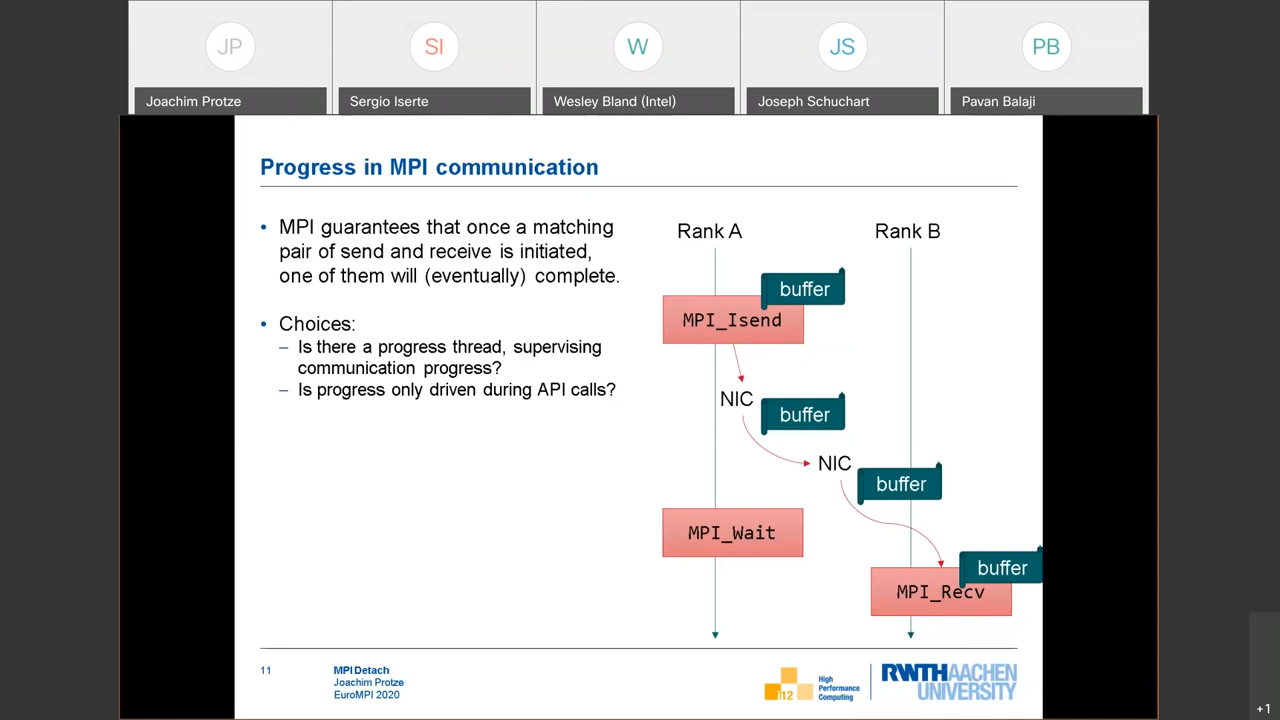 JP
SI
W
JS
PB
Joachim Protze
Sergio Iserte
Wesley Bland (Intel)
Joseph Schuchart
Pavan Balaji
Progress in MPI communication
• MPI guarantees that once a matching
pair of send and receive is initiated,
one of them will (eventually) complete.
• Choices:
– Is there a progress thread, supervising
communication progress?
– Is progress only driven during API calls?
Rank A
Rank B
buffer
MPI_Isend
NIC
buffer
NIC
buffer
MPI_Wait
buffer
MPI_Recv
11
MPI Detach
Joachim Protze
EuroMPI 2020
i12
High
Performance
Computing
RWTHAACHEN
UNIVERSITY
+1